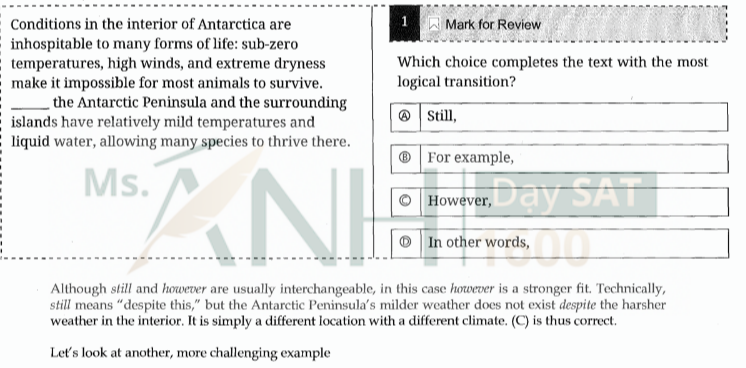 Conditions in the interior of Antarctica are
inhospitable to many forms of life: sub-zero
temperatures, high winds, and extreme dryness
make it impossible for most animals to survive.
______ the Antarctic Peninsula and the surrounding
islands have relatively mild temperatures and
liquid water, allowing many species to thrive there.
1 Mark for Review
Which choice completes the text with the most
logical transition?
A Still,
B For example,
C However,
D In other words,
Ms. ANH Dạy SAT 1600
Although still and however are usually interchangeable, in this case however is a stronger fit. Technically,
still means “despite this,” but the Antarctic Peninsula’s milder weather does not exist despite the harsher
weather in the interior. It is simply a different location with a different climate. (C) is thus correct.
Let’s look at another, more challenging example